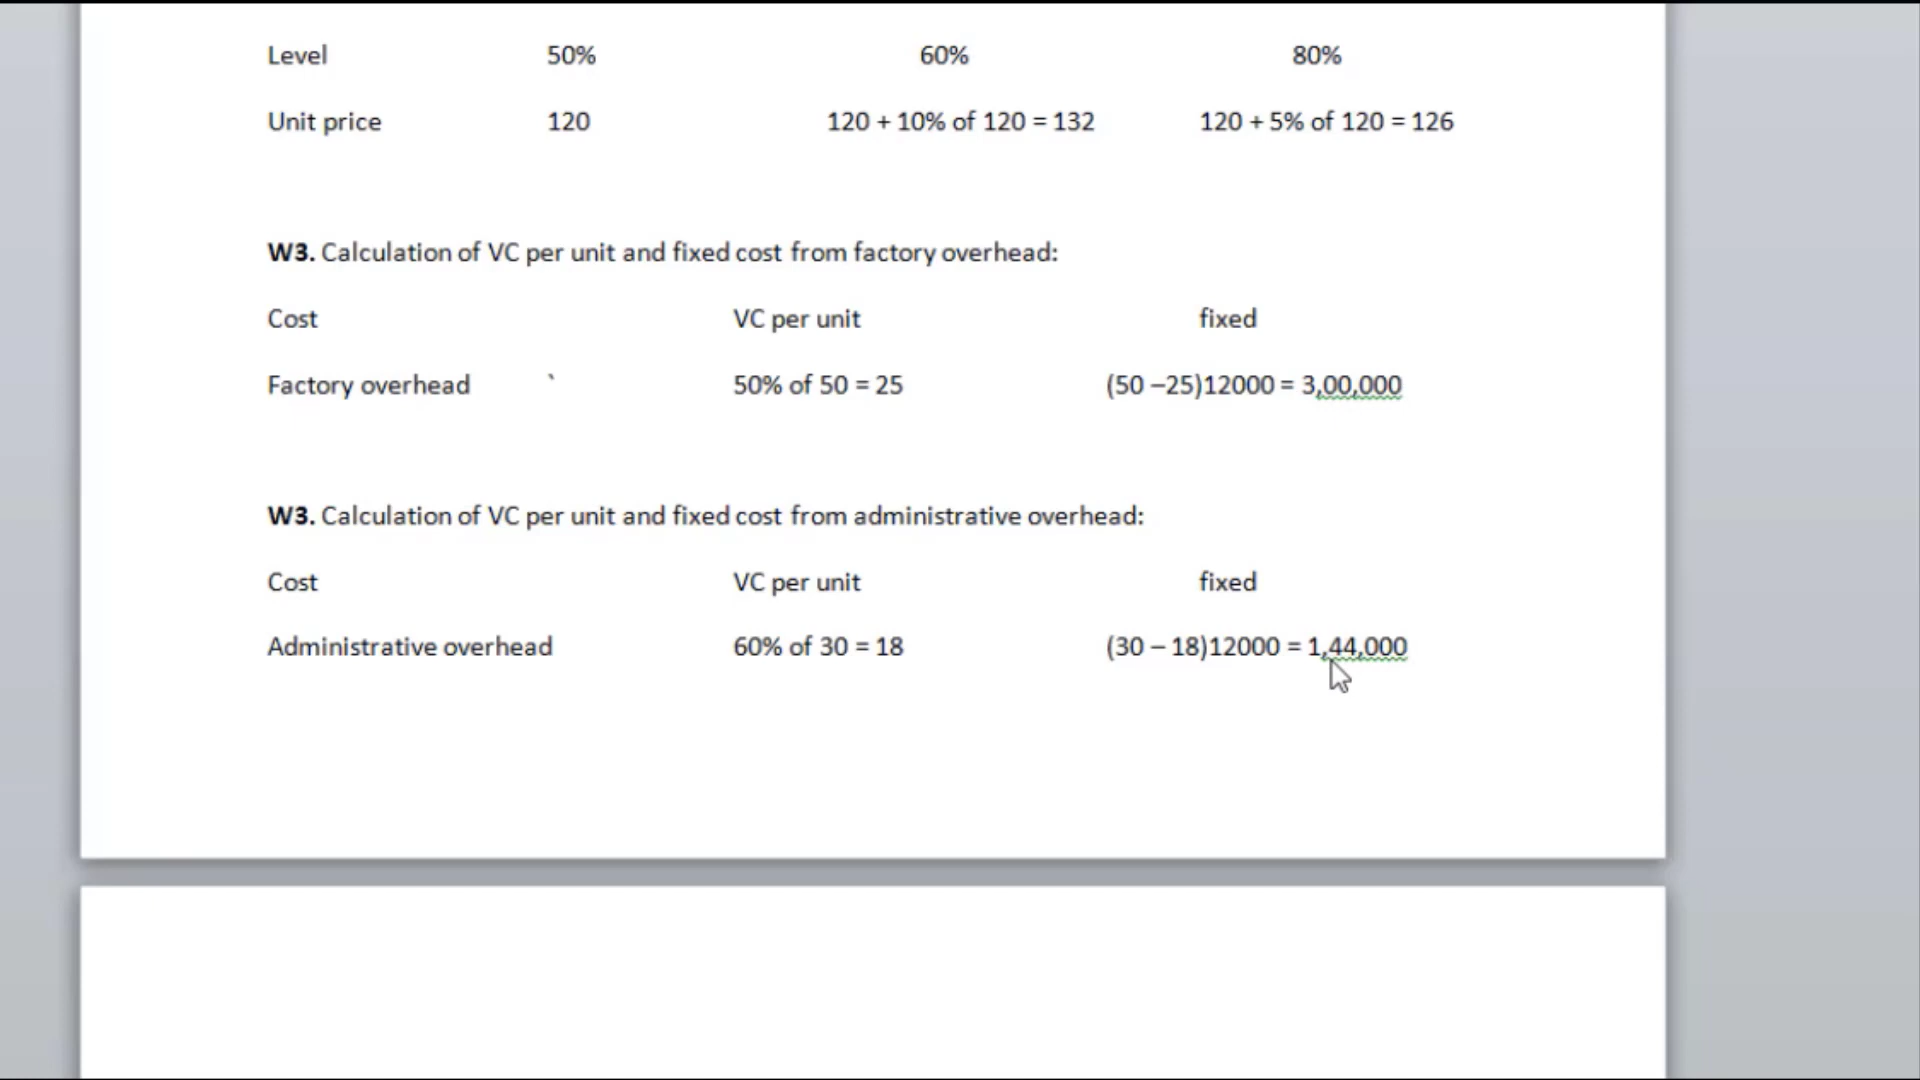 Level 50% 60% 80%
Unit price 120 120 + 10% of 120 = 132 120 + 5% of 120 = 126
W3. Calculation of VC per unit and fixed cost from factory overhead:
Cost VC per unit fixed
Factory overhead ` 50% of 50 = 25 (50 –25)12000 = 3,00,000
W3. Calculation of VC per unit and fixed cost from administrative overhead:
Cost VC per unit fixed
Administrative overhead 60% of 30 = 18 (30 – 18)12000 = 1,44,000